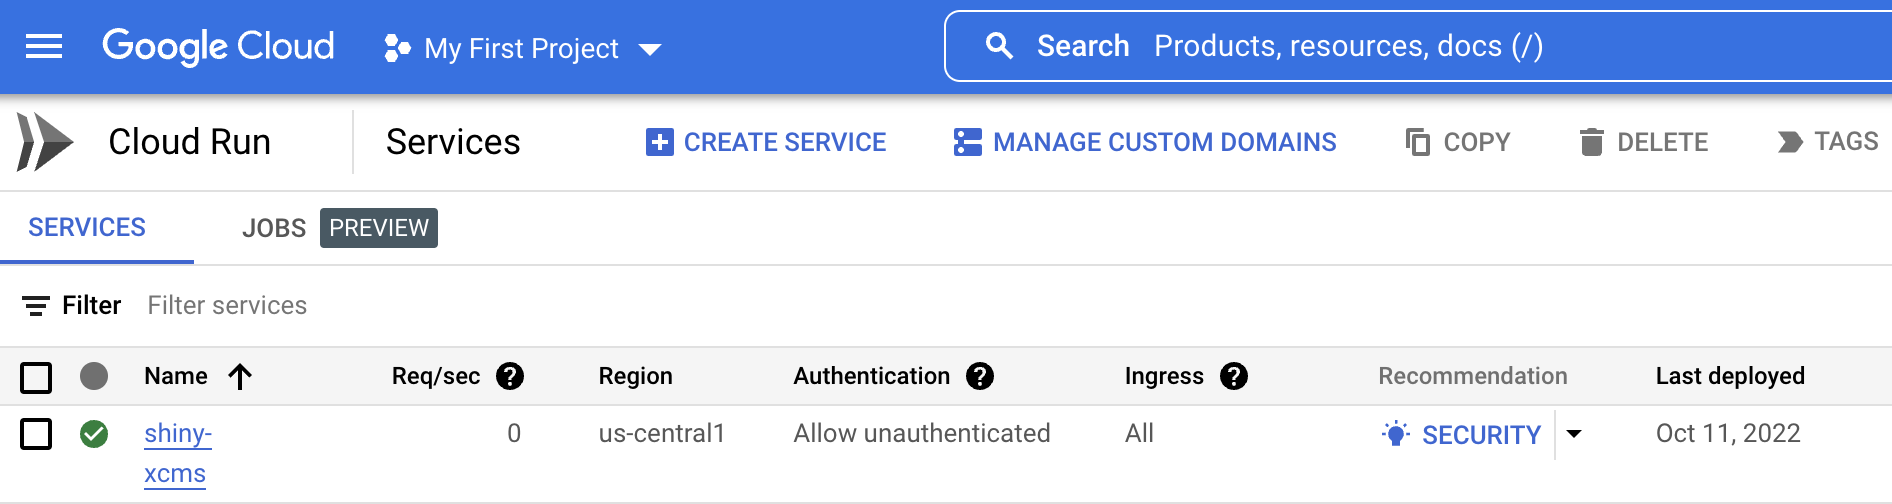 Google Cloud My First Project Search Products, resources, docs (/)
Cloud Run Services CREATE SERVICE MANAGE CUSTOM DOMAINS COPY DELETE TAGS
SERVICES JOBS PREVIEW
Filter Filter services
Name Req/sec Region Authentication Ingress Recommendation Last deployed
shiny- 0 us-central1 Allow unauthenticated All SECURITY Oct 11, 2022
xcms